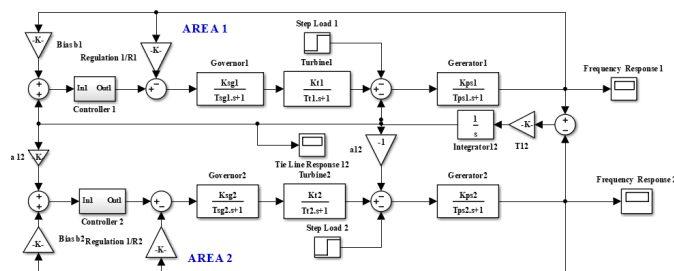 AREA 1
Step Load 1
-K-
Bias b1
Regulation 1/R1
-K-
Governor1
Turbine1
Gererator1
Frequency Response 1
In1 Out1
Controller 1
Ksg1
Tsg1.s+1
Kt1
Tt1.s+1
Kps1
Tps1.s+1
1
s
Integrator12
-K-
T12
a 12
-K-
Tie Line Response 12
a12
-1
Governor2
Turbine2
Gererator2
Frequency Response 2
In1 Out1
Controller 2
Ksg2
Tsg2.s+1
Kt2
Tt2.s+1
Kps2
Tps2.s+1
-K-
Bias b2
Regulation 1/R2
-K-
Step Load 2
AREA 2